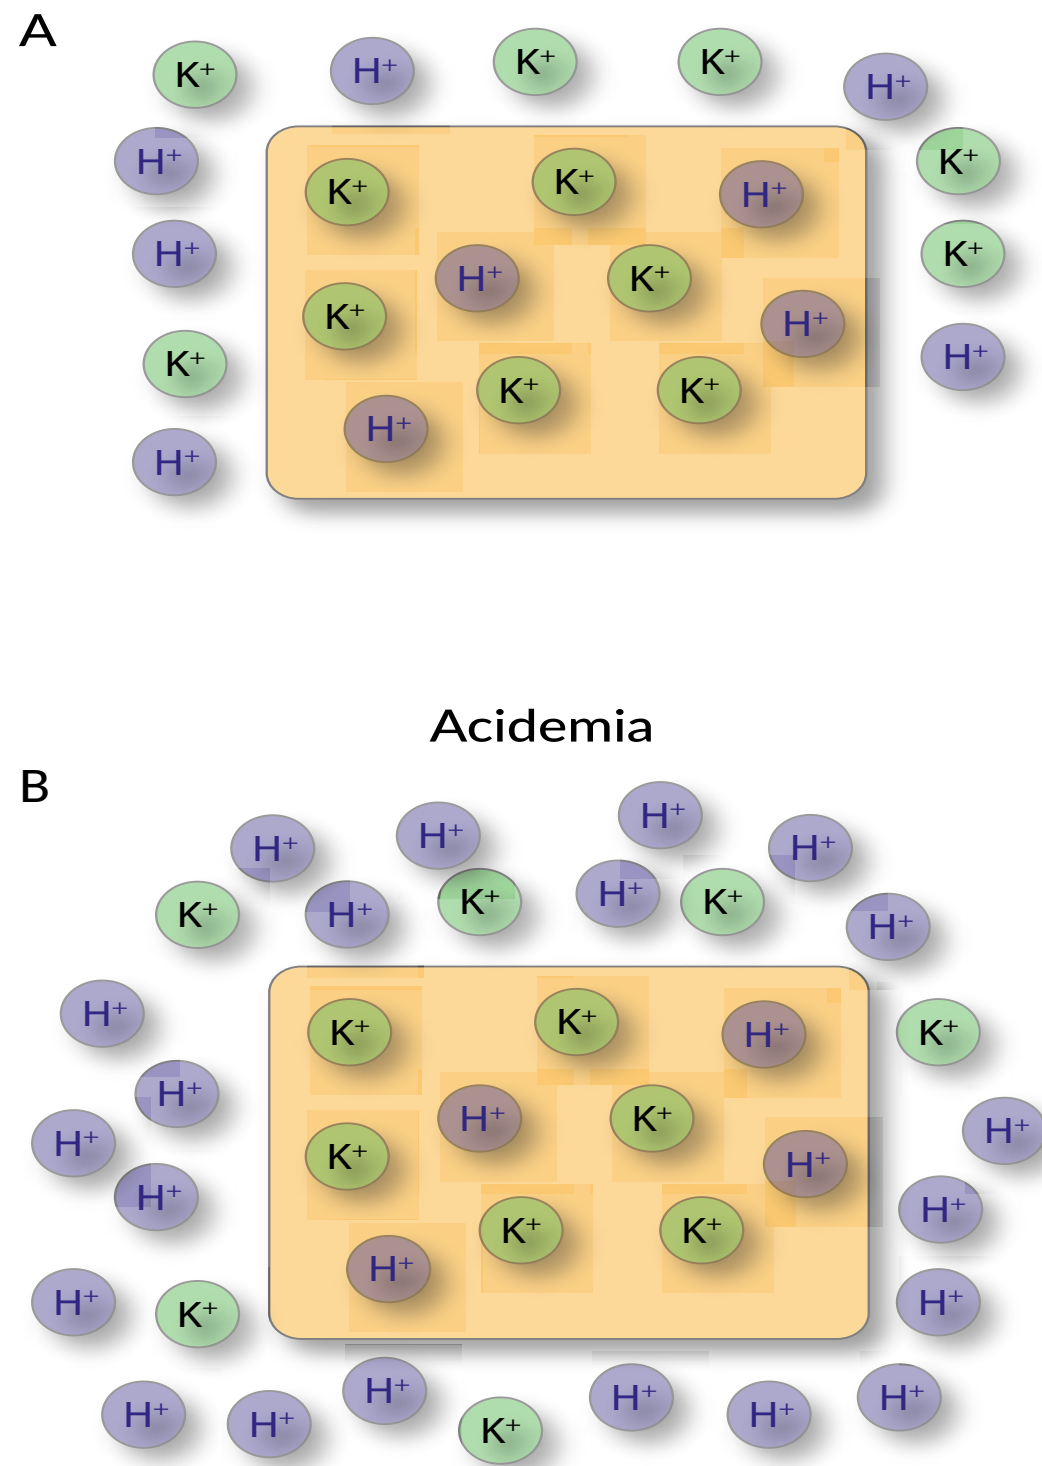 A
K⁺ H⁺ K⁺ K⁺ H⁺
H⁺ K⁺
K⁺ K⁺ H⁺
H⁺ K⁺
H⁺ K⁺
K⁺ H⁺
K⁺ H⁺
K⁺ K⁺
H⁺
H⁺
Acidemia
B
H⁺ H⁺ H⁺ H⁺
K⁺ H⁺ K⁺ H⁺ K⁺ H⁺
H⁺ K⁺ K⁺ H⁺ K⁺
H⁺ H⁺ K⁺ H⁺
H⁺ K⁺ H⁺
H⁺ K⁺ K⁺ H⁺
H⁺
H⁺ K⁺ H⁺
H⁺ H⁺ H⁺ K⁺ H⁺ H⁺ H⁺